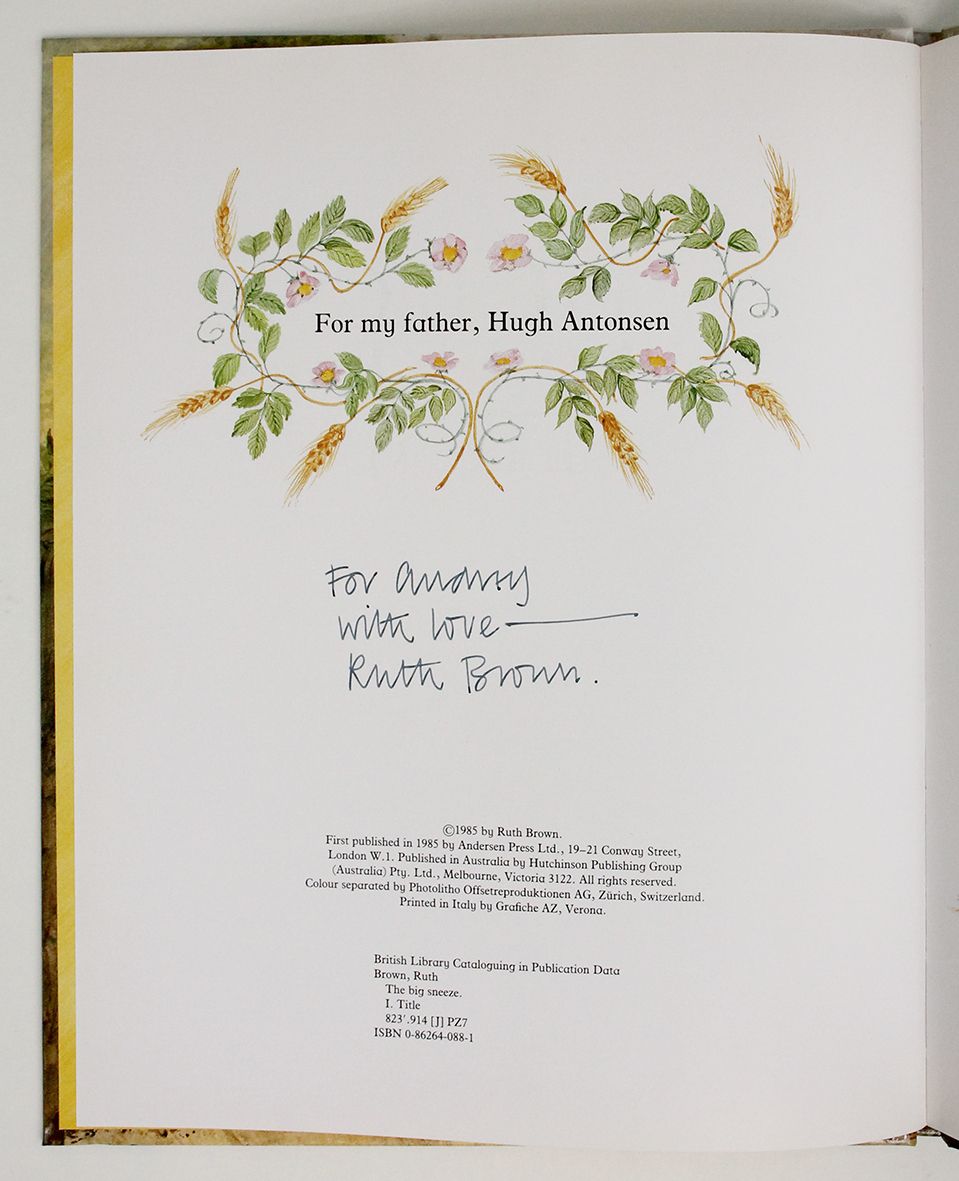 For my father, Hugh Antonsen
For Audrey
with love
Ruth Brown.
©1985 by Ruth Brown.
First published in 1985 by Andersen Press Ltd., 19–21 Conway Street,
London W.1. Published in Australia by Hutchinson Publishing Group
(Australia) Pty. Ltd., Melbourne, Victoria 3122. All rights reserved.
Colour separated by Photolitho Offsetreproduktionen AG, Zürich, Switzerland.
Printed in Italy by Grafiche AZ, Verona.
British Library Cataloguing in Publication Data
Brown, Ruth
The big sneeze.
I. Title
823′.914 [J] PZ7
ISBN 0-86264-088-1